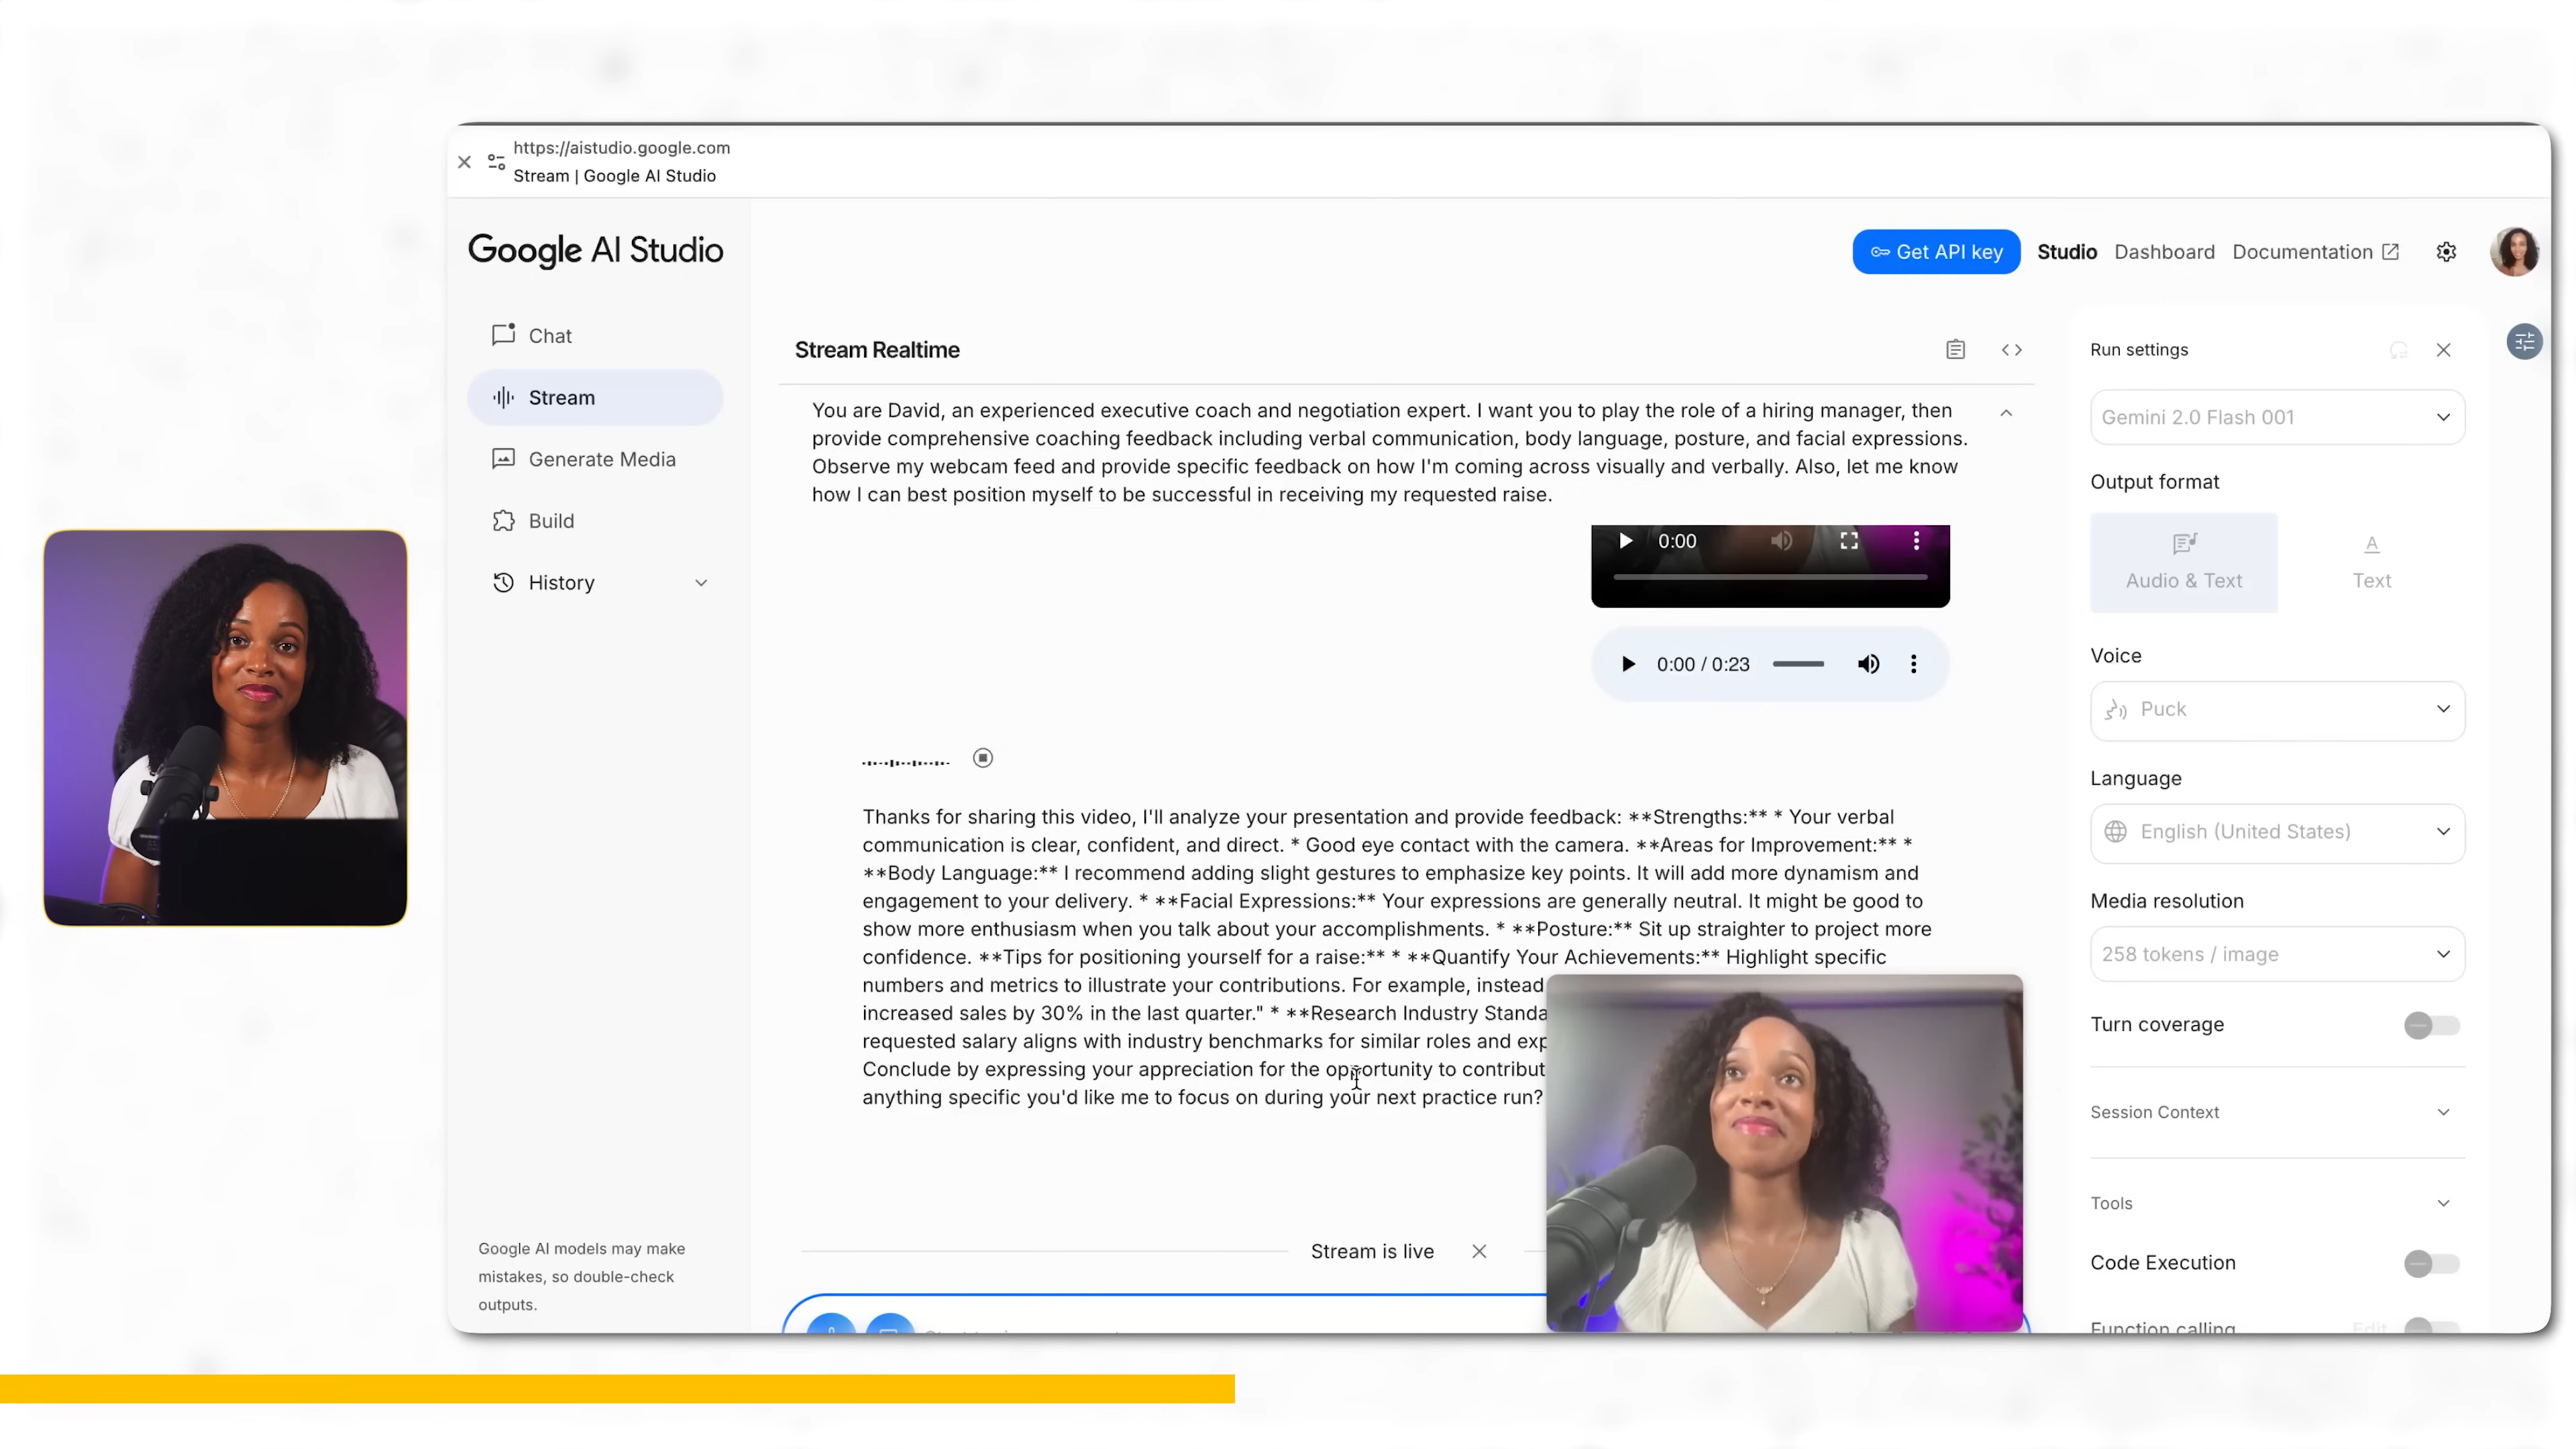 https://aistudio.google.com
Stream | Google AI Studio
Google AI Studio
Get API key
Studio
Dashboard
Documentation
Chat
Stream
Generate Media
Build
History
Google AI models may make
mistakes, so double-check
outputs.
Stream Realtime
You are David, an experienced executive coach and negotiation expert. I want you to play the role of a hiring manager, then
provide comprehensive coaching feedback including verbal communication, body language, posture, and facial expressions.
Observe my webcam feed and provide specific feedback on how I'm coming across visually and verbally. Also, let me know
how I can best position myself to be successful in receiving my requested raise.
0:00
0:00 / 0:23
Thanks for sharing this video, I'll analyze your presentation and provide feedback: **Strengths:** * Your verbal
communication is clear, confident, and direct. * Good eye contact with the camera. **Areas for Improvement:** *
**Body Language:** I recommend adding slight gestures to emphasize key points. It will add more dynamism and
engagement to your delivery. * **Facial Expressions:** Your expressions are generally neutral. It might be good to
show more enthusiasm when you talk about your accomplishments. * **Posture:** Sit up straighter to project more
confidence. **Tips for positioning yourself for a raise:** * **Quantify Your Achievements:** Highlight specific
numbers and metrics to illustrate your contributions. For example, instead
increased sales by 30% in the last quarter." * **Research Industry Standa
requested salary aligns with industry benchmarks for similar roles and exp
Conclude by expressing your appreciation for the opportunity to contribut
anything specific you'd like me to focus on during your next practice run?
Stream is live
Run settings
Gemini 2.0 Flash 001
Output format
Audio & Text
A
Text
Voice
Puck
Language
English (United States)
Media resolution
258 tokens / image
Turn coverage
Session Context
Tools
Code Execution
Function calling
Edit